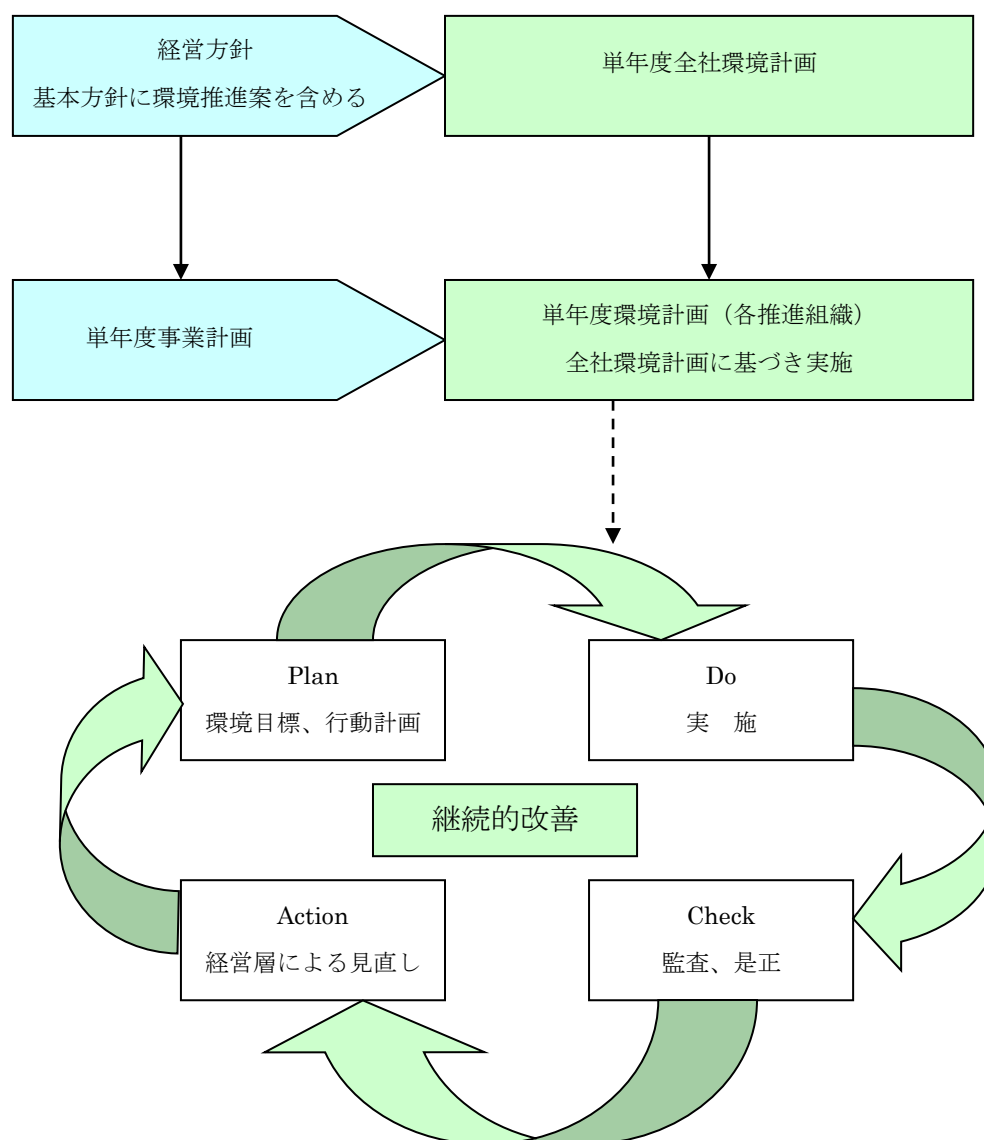 経営方針
基本方針に環境推進案を含める
単年度全社環境計画
単年度事業計画
単年度環境計画（各推進組織）
全社環境計画に基づき実施
Plan
環境目標、行動計画
Do
実　施
継続的改善
Action
経営層による見直し
Check
監査、是正